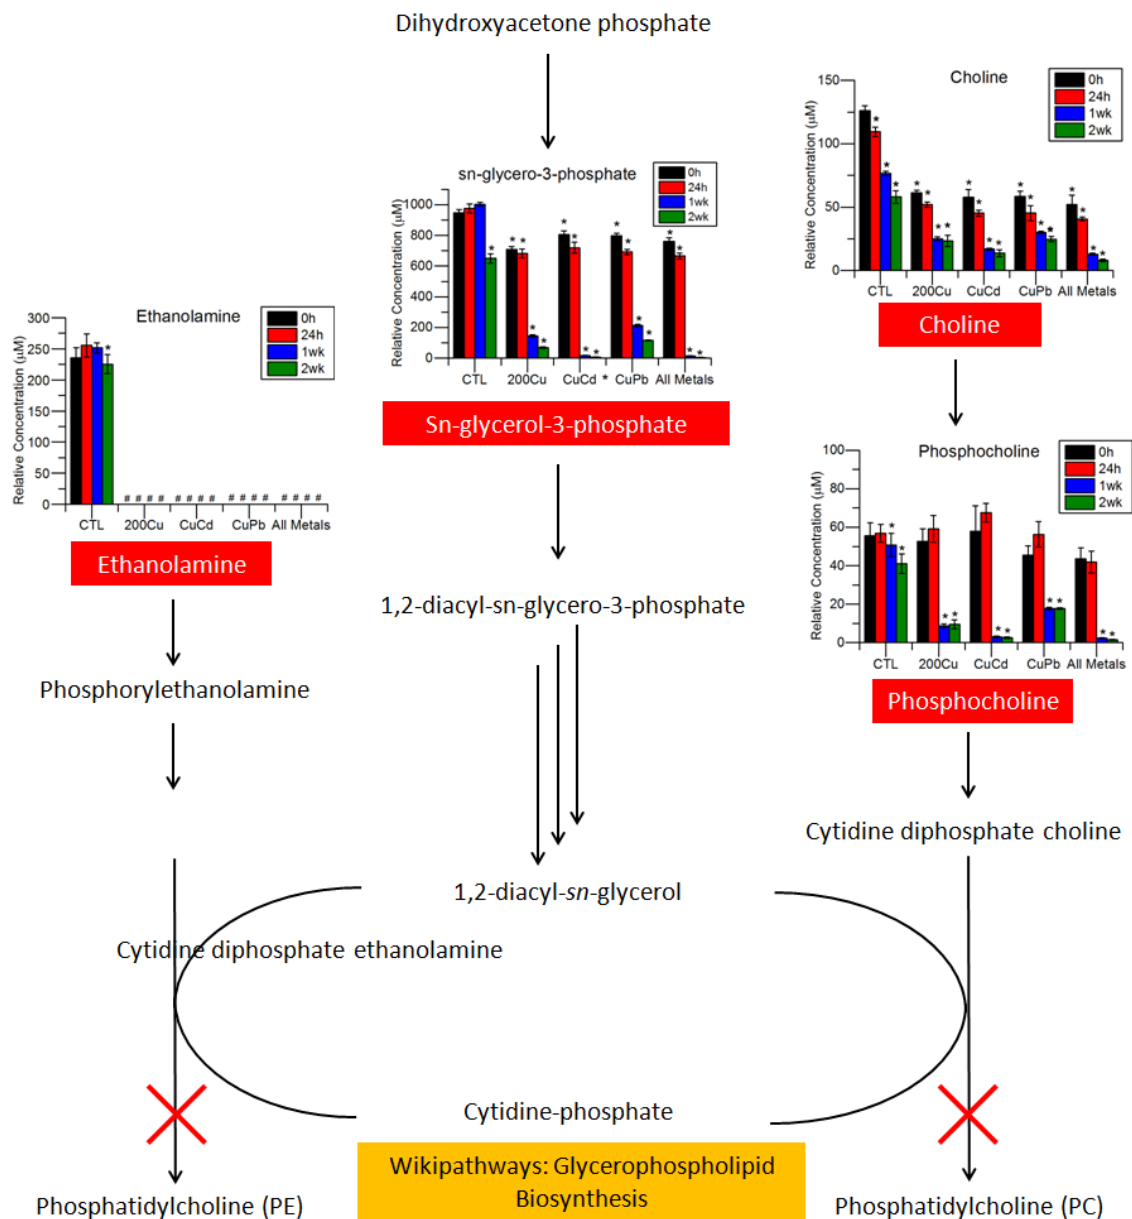 Dihydroxyacetone phosphate
sn-glycero-3-phosphate
0h
24h
1wk
2wk
Relative Concentration (μM)
1000
800
600
400
200
0
* * * * * * * * * * * * * * * * *
CTL 200Cu CuCd * CuPb All Metals
Sn-glycerol-3-phosphate
Choline
0h
24h
1wk
2wk
Relative Concentration (μM)
150
100
50
0
* * * * * * * * * * * * * * * * * * *
CTL 200Cu CuCd CuPb All Metals
Choline
Ethanolamine
0h
24h
1wk
2wk
Relative Concentration (μM)
300
250
200
150
100
50
0
*
# # # # # # # # # # # # # # # #
CTL 200Cu CuCd CuPb All Metals
Ethanolamine
Phosphocholine
0h
24h
1wk
2wk
Relative Concentration (μM)
100
80
60
40
20
0
* * * * * * * * * *
CTL 200Cu CuCd CuPb All Metals
Phosphocholine
1,2-diacyl-sn-glycero-3-phosphate
Phosphorylethanolamine
Cytidine diphosphate choline
1,2-diacyl-sn-glycerol
Cytidine diphosphate ethanolamine
Cytidine-phosphate
Wikipathways: Glycerophospholipid
Biosynthesis
Phosphatidylcholine (PE)
Phosphatidylcholine (PC)